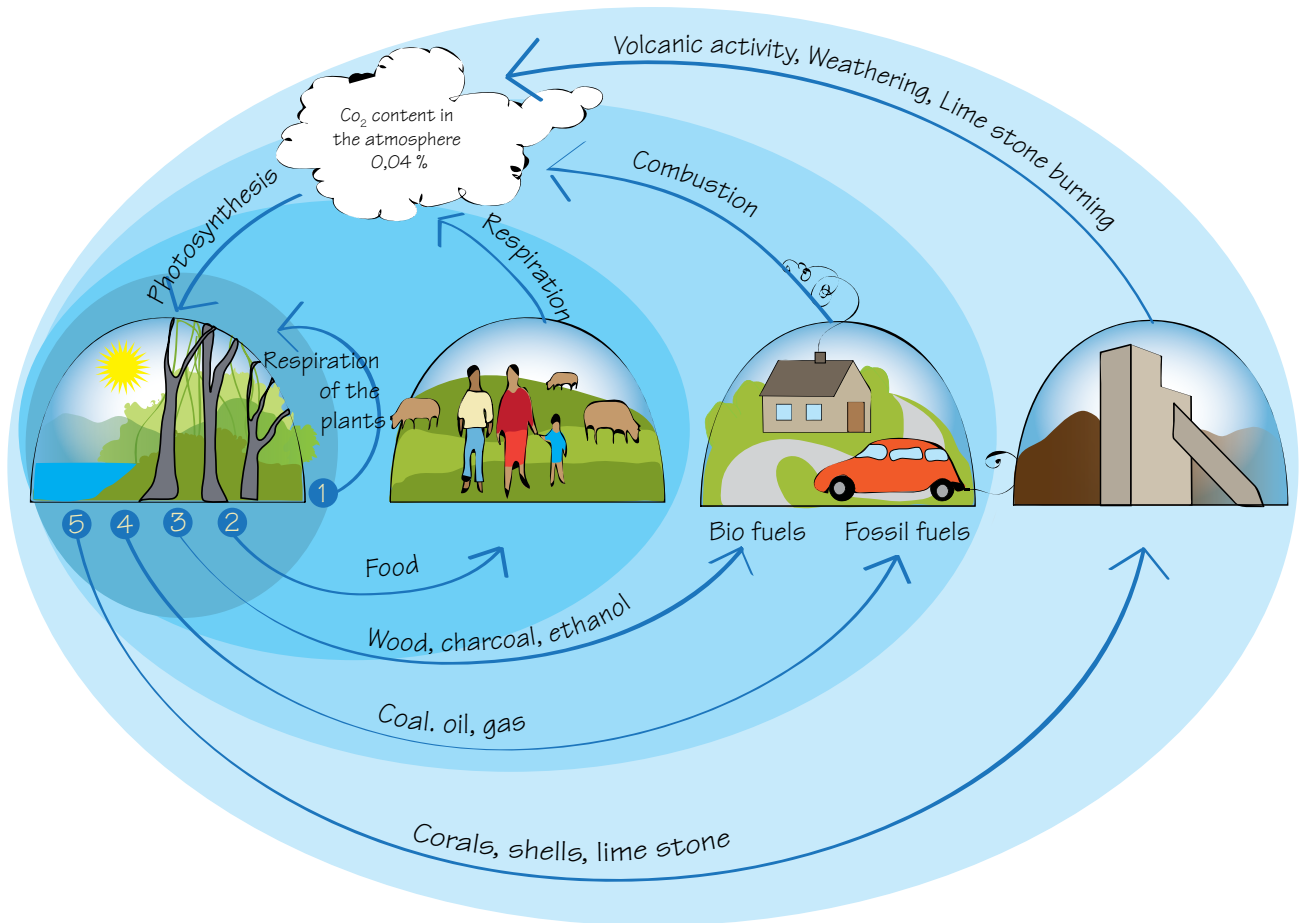 Volcanic activity, Weathering, Lime stone burning
Co₂ content in
the atmosphere
0,04 %
Combustion
Photosynthesis
Respiration
Respiration
of the
plants
1
5
4
3
2
Bio fuels
Fossil fuels
Food
Wood, charcoal, ethanol
Coal. oil, gas
Corals, shells, lime stone